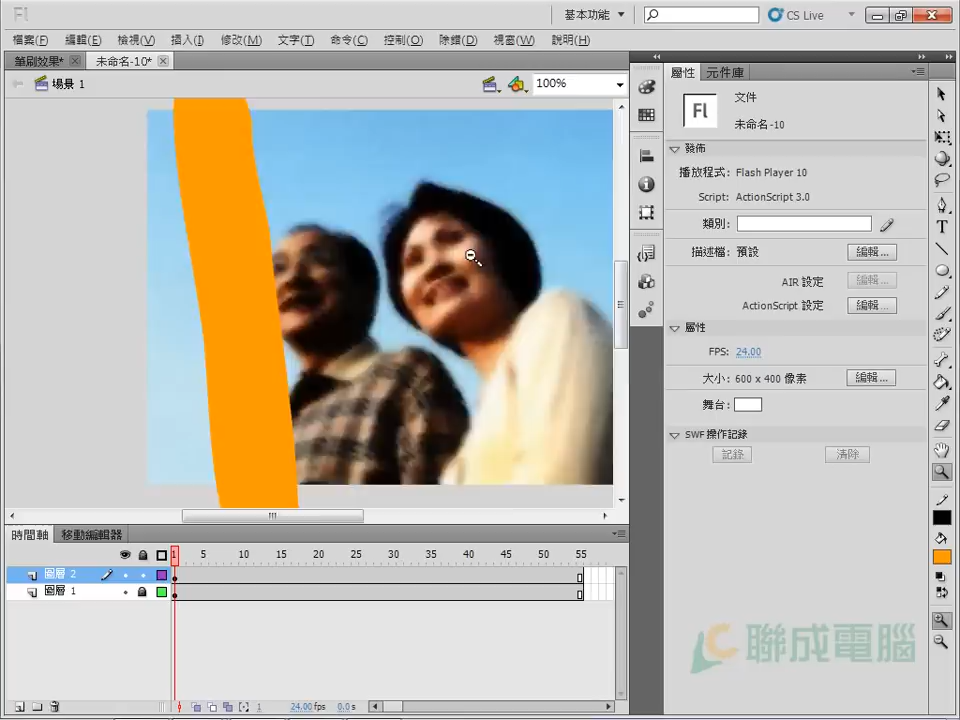 Fl
基本功能
CS Live
檔案(F) 編輯(E) 檢視(V) 插入(I) 修改(M) 文字(T) 命令(C) 控制(O) 除錯(D) 視窗(W) 說明(H)
筆刷效果* 未命名-10*
場景 1
100%
屬性 元件庫
Fl
文件
未命名-10
發佈
播放程式: Flash Player 10
Script: ActionScript 3.0
類別:
描述檔: 預設 編輯...
AIR 設定 編輯...
ActionScript 設定 編輯...
屬性
FPS: 24.00
大小: 600 x 400 像素 編輯...
舞台:
SWF 操作記錄
記錄 清除
時間軸 移動編輯器
1 5 10 15 20 25 30 35 40 45 50 55
圖層 2
圖層 1
1 24.00 fps 0.0 s
聯成電腦